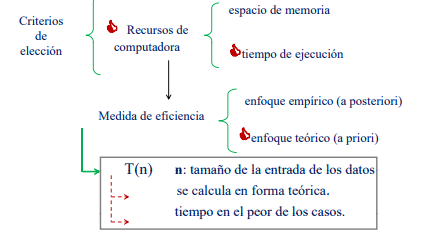 espacio de memoria
Criterios
de
elección
Recursos de
computadora
tiempo de ejecución
Medida de eficiencia
enfoque empírico (a posteriori)
enfoque teórico (a priori)
T(n) n: tamaño de la entrada de los datos
se calcula en forma teórica.
tiempo en el peor de los casos.